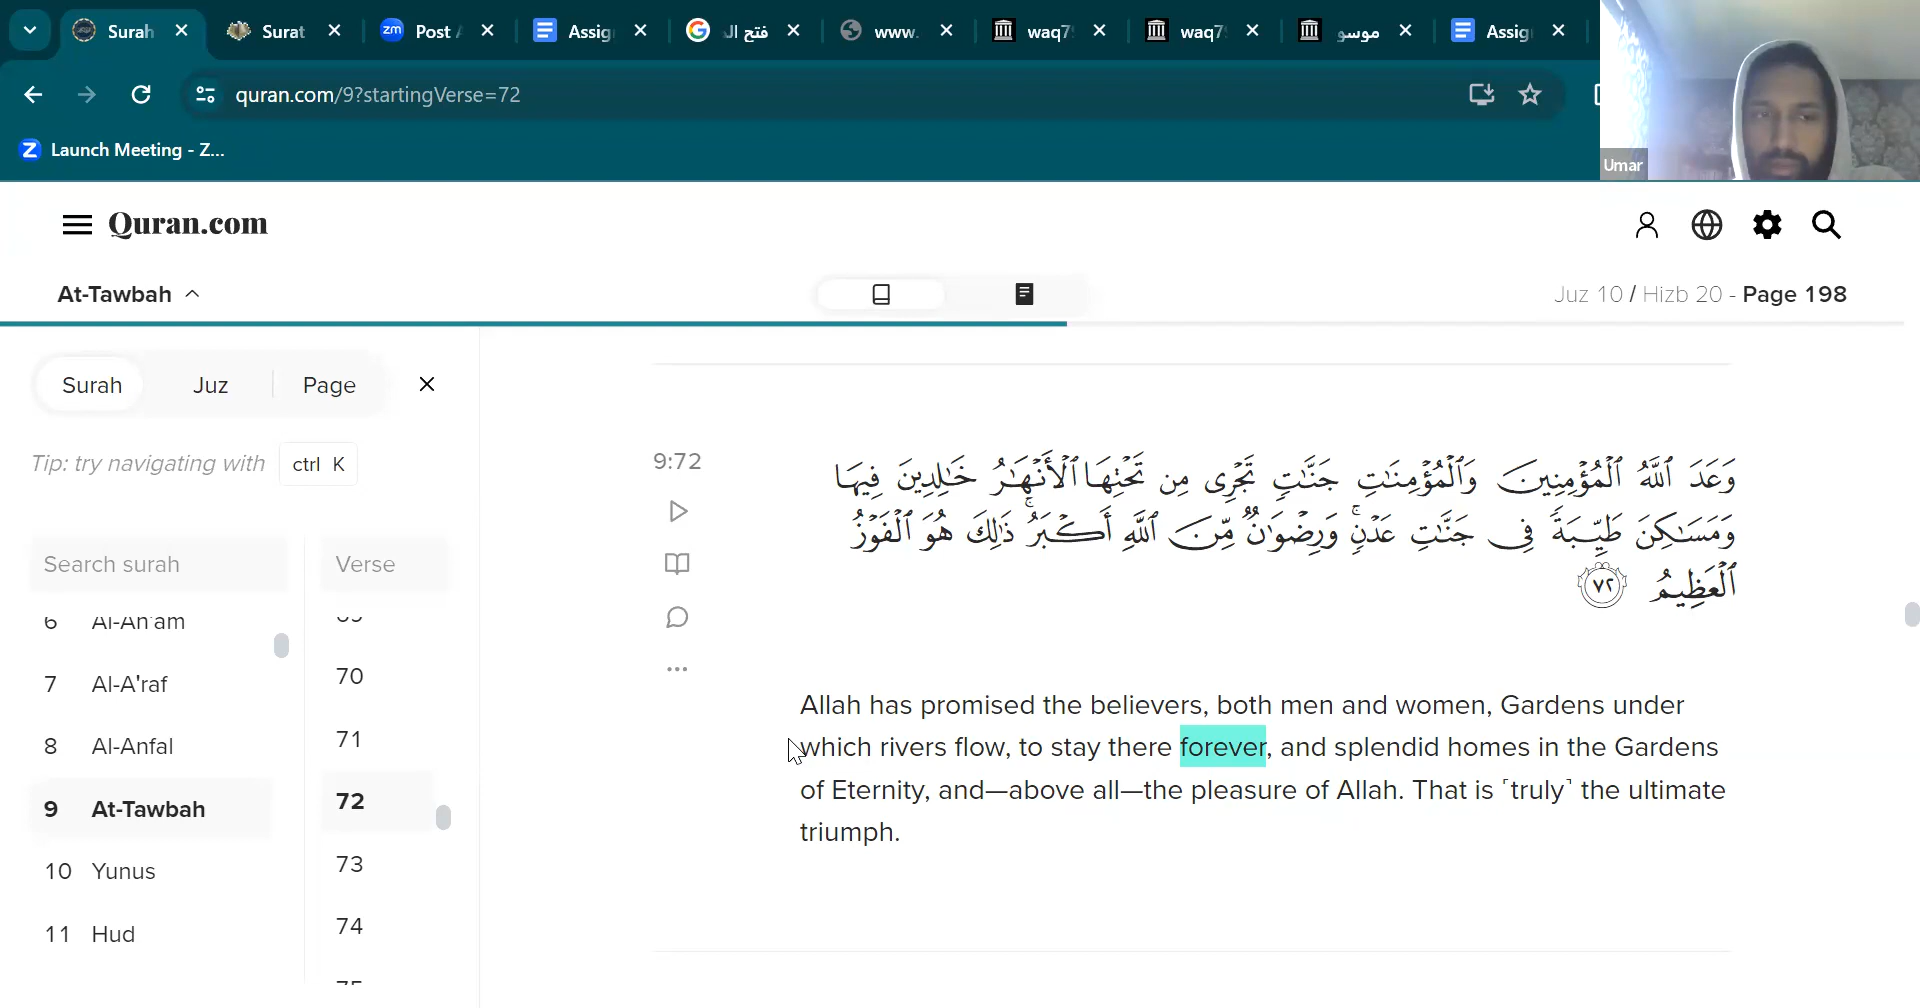 Surah
Surat
Post A
Assig
فتح ال
www.
waq7
waq7
موسو
Assig
quran.com/9?startingVerse=72
Launch Meeting - Z...
Umar
Quran.com
At-Tawbah
Juz 10 / Hizb 20 - Page 198
Surah
Juz
Page
Tip: try navigating with ctrl K
Search surah
Verse
6 Al-An'am
7 Al-A'raf
8 Al-Anfal
9 At-Tawbah
10 Yunus
11 Hud
69
70
71
72
73
74
75
9:72
وَعَدَ ٱللَّهُ ٱلْمُؤْمِنِينَ وَٱلْمُؤْمِنَـٰتِ جَنَّـٰتٍۢ تَجْرِى مِن تَحْتِهَا ٱلْأَنْهَـٰرُ خَـٰلِدِينَ فِيهَا
وَمَسَـٰكِنَ طَيِّبَةًۭ فِى جَنَّـٰتِ عَدْنٍۢ ۚ وَرِضْوَٰنٌۭ مِّنَ ٱللَّهِ أَكْبَرُ ۚ ذَٰلِكَ هُوَ ٱلْفَوْزُ
ٱلْعَظِيمُ ٧٢
Allah has promised the believers, both men and women, Gardens under
which rivers flow, to stay there forever, and splendid homes in the Gardens
of Eternity, and—above all—the pleasure of Allah. That is ˹truly˺ the ultimate
triumph.